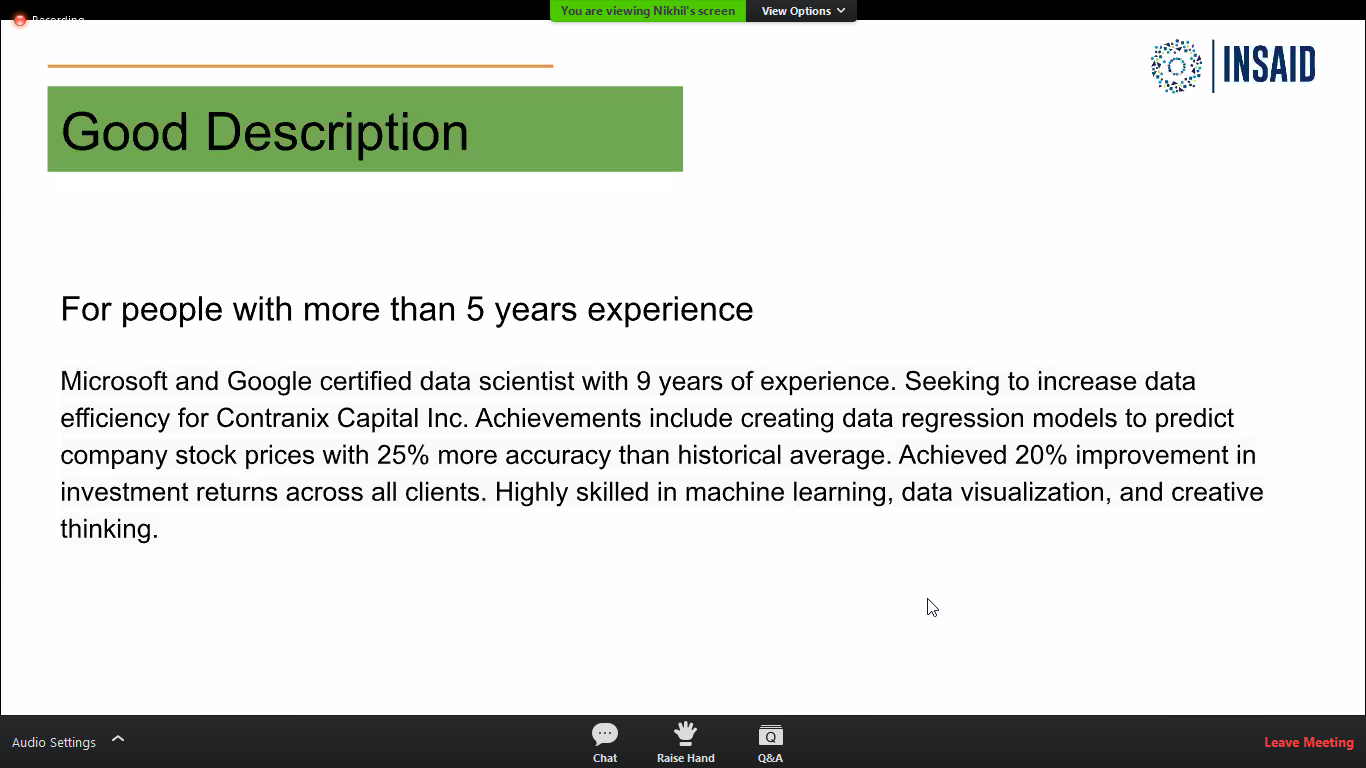 Recording
You are viewing Nikhil's screen
View Options
INSAID
Good Description
For people with more than 5 years experience
Microsoft and Google certified data scientist with 9 years of experience. Seeking to increase data
efficiency for Contranix Capital Inc. Achievements include creating data regression models to predict
company stock prices with 25% more accuracy than historical average. Achieved 20% improvement in
investment returns across all clients. Highly skilled in machine learning, data visualization, and creative
thinking.
Audio Settings
Chat
Raise Hand
Q&A
Leave Meeting